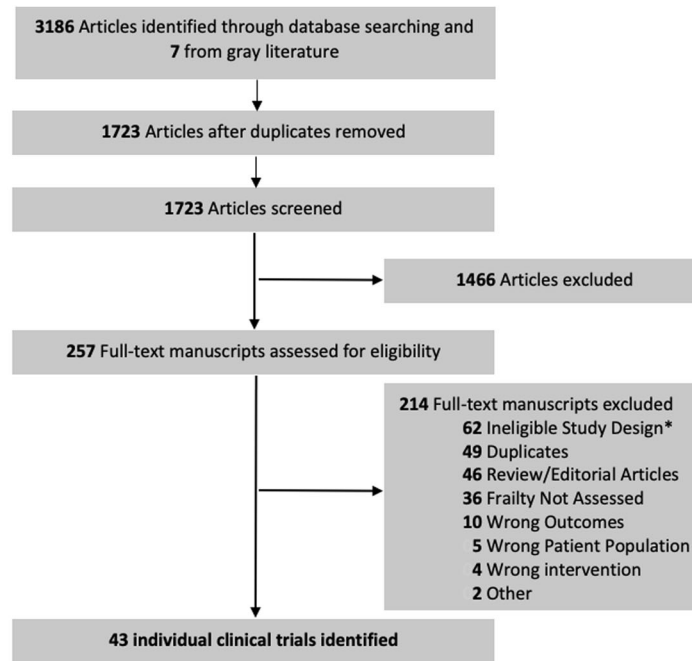 3186 Articles identified through database searching and
7 from gray literature
1723 Articles after duplicates removed
1723 Articles screened
1466 Articles excluded
257 Full-text manuscripts assessed for eligibility
214 Full-text manuscripts excluded
62 Ineligible Study Design*
49 Duplicates
46 Review/Editorial Articles
36 Frailty Not Assessed
10 Wrong Outcomes
5 Wrong Patient Population
4 Wrong intervention
2 Other
43 individual clinical trials identified